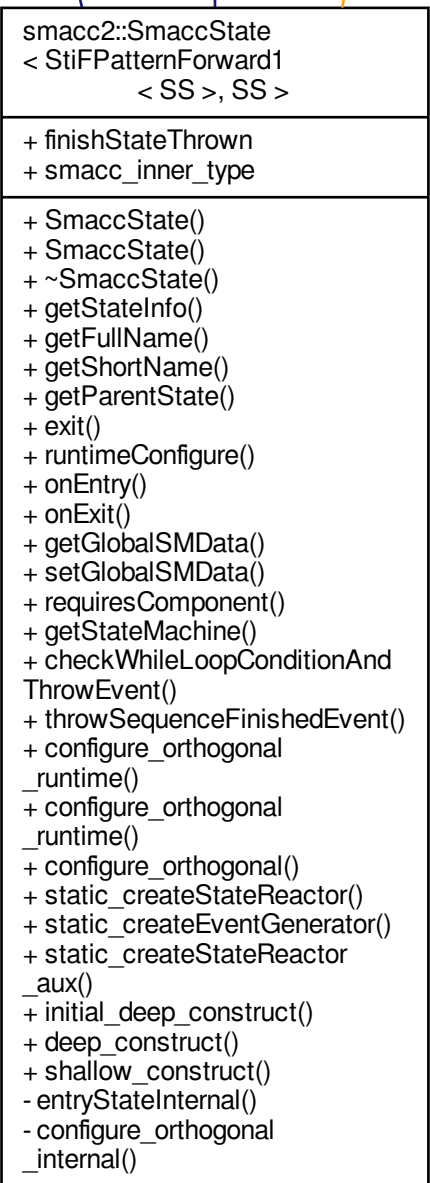 smacc2::SmaccState
< StiFPatternForward1
< SS >, SS >
+ finishStateThrown
+ smacc_inner_type
+ SmaccState()
+ SmaccState()
+ ~SmaccState()
+ getStateInfo()
+ getFullName()
+ getShortName()
+ getParentState()
+ exit()
+ runtimeConfigure()
+ onEntry()
+ onExit()
+ getGlobalSMData()
+ setGlobalSMData()
+ requiresComponent()
+ getStateMachine()
+ checkWhileLoopConditionAnd
ThrowEvent()
+ throwSequenceFinishedEvent()
+ configure_orthogonal
_runtime()
+ configure_orthogonal
_runtime()
+ configure_orthogonal()
+ static_createStateReactor()
+ static_createEventGenerator()
+ static_createStateReactor
_aux()
+ initial_deep_construct()
+ deep_construct()
+ shallow_construct()
- entryStateInternal()
- configure_orthogonal
_internal()